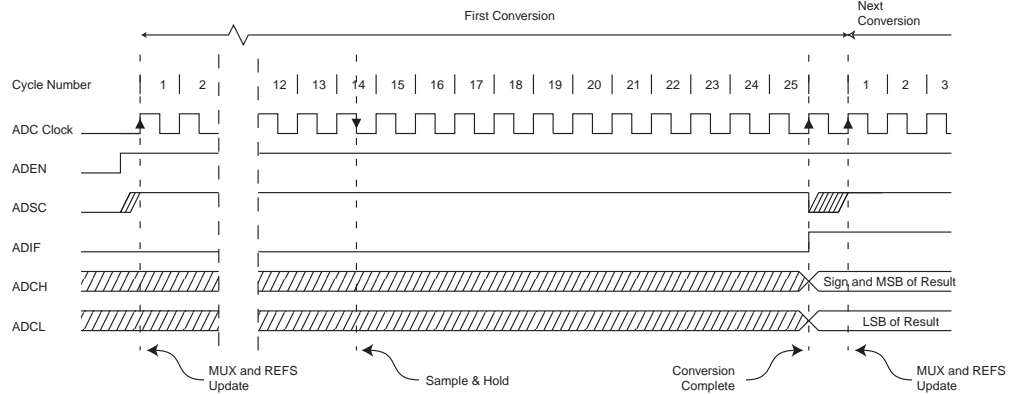 First Conversion
Next
Conversion
Cycle Number 1 2 12 13 14 15 16 17 18 19 20 21 22 23 24 25 1 2 3
ADC Clock
ADEN
ADSC
ADIF
ADCH Sign and MSB of Result
ADCL LSB of Result
MUX and REFS
Update
Sample & Hold
Conversion
Complete
MUX and REFS
Update